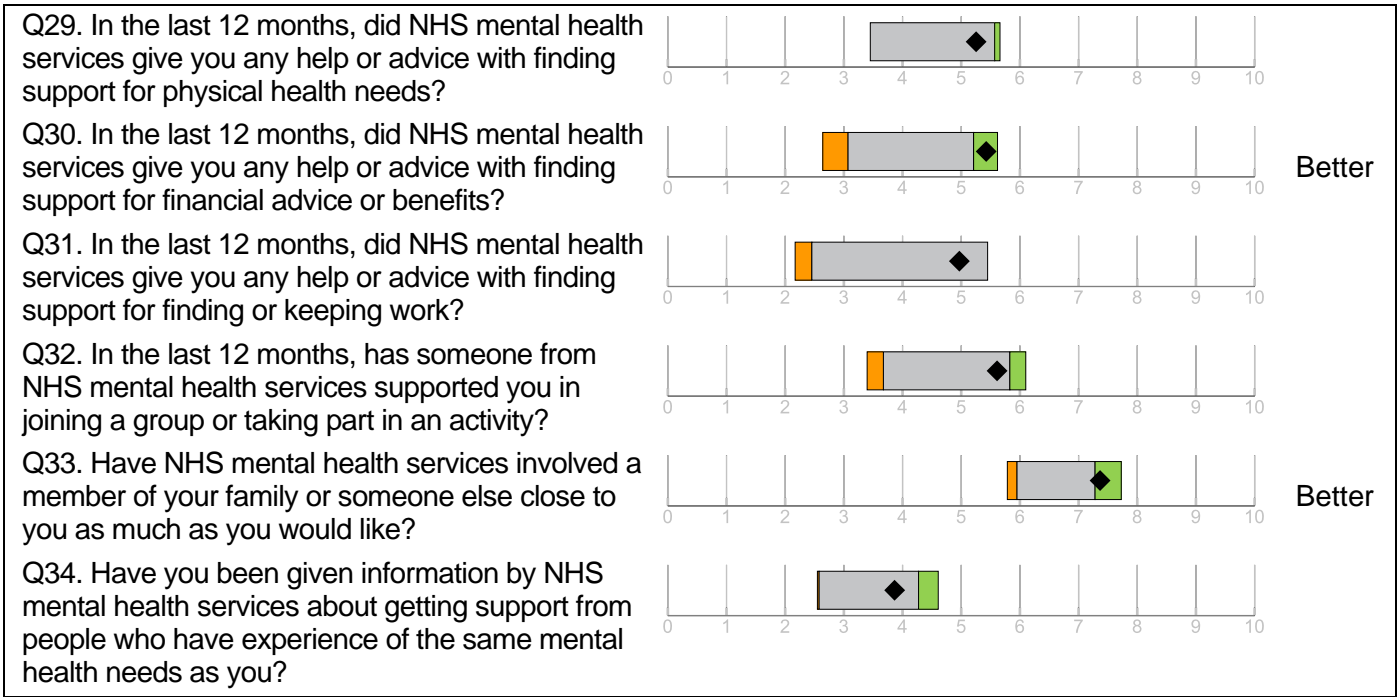 Q29. In the last 12 months, did NHS mental health
services give you any help or advice with finding
support for physical health needs?
0 1 2 3 4 5 6 7 8 9 10
Q30. In the last 12 months, did NHS mental health
services give you any help or advice with finding
support for financial advice or benefits?
0 1 2 3 4 5 6 7 8 9 10
Better
Q31. In the last 12 months, did NHS mental health
services give you any help or advice with finding
support for finding or keeping work?
0 1 2 3 4 5 6 7 8 9 10
Q32. In the last 12 months, has someone from
NHS mental health services supported you in
joining a group or taking part in an activity?
0 1 2 3 4 5 6 7 8 9 10
Q33. Have NHS mental health services involved a
member of your family or someone else close to
you as much as you would like?
0 1 2 3 4 5 6 7 8 9 10
Better
Q34. Have you been given information by NHS
mental health services about getting support from
people who have experience of the same mental
health needs as you?
0 1 2 3 4 5 6 7 8 9 10